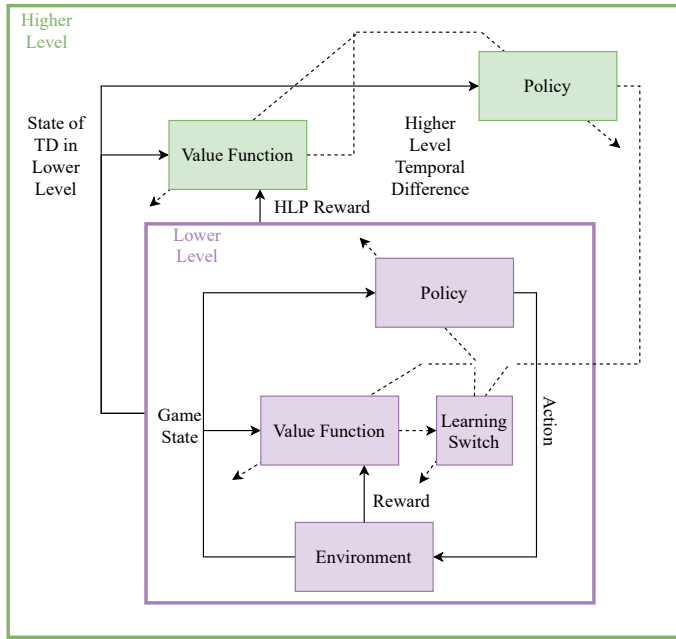 Higher
Level
Policy
State of
TD in
Lower
Level
Value Function
Higher
Level
Temporal
Difference
HLP Reward
Lower
Level
Policy
Game
State
Value Function
Learning
Switch
Action
Reward
Environment